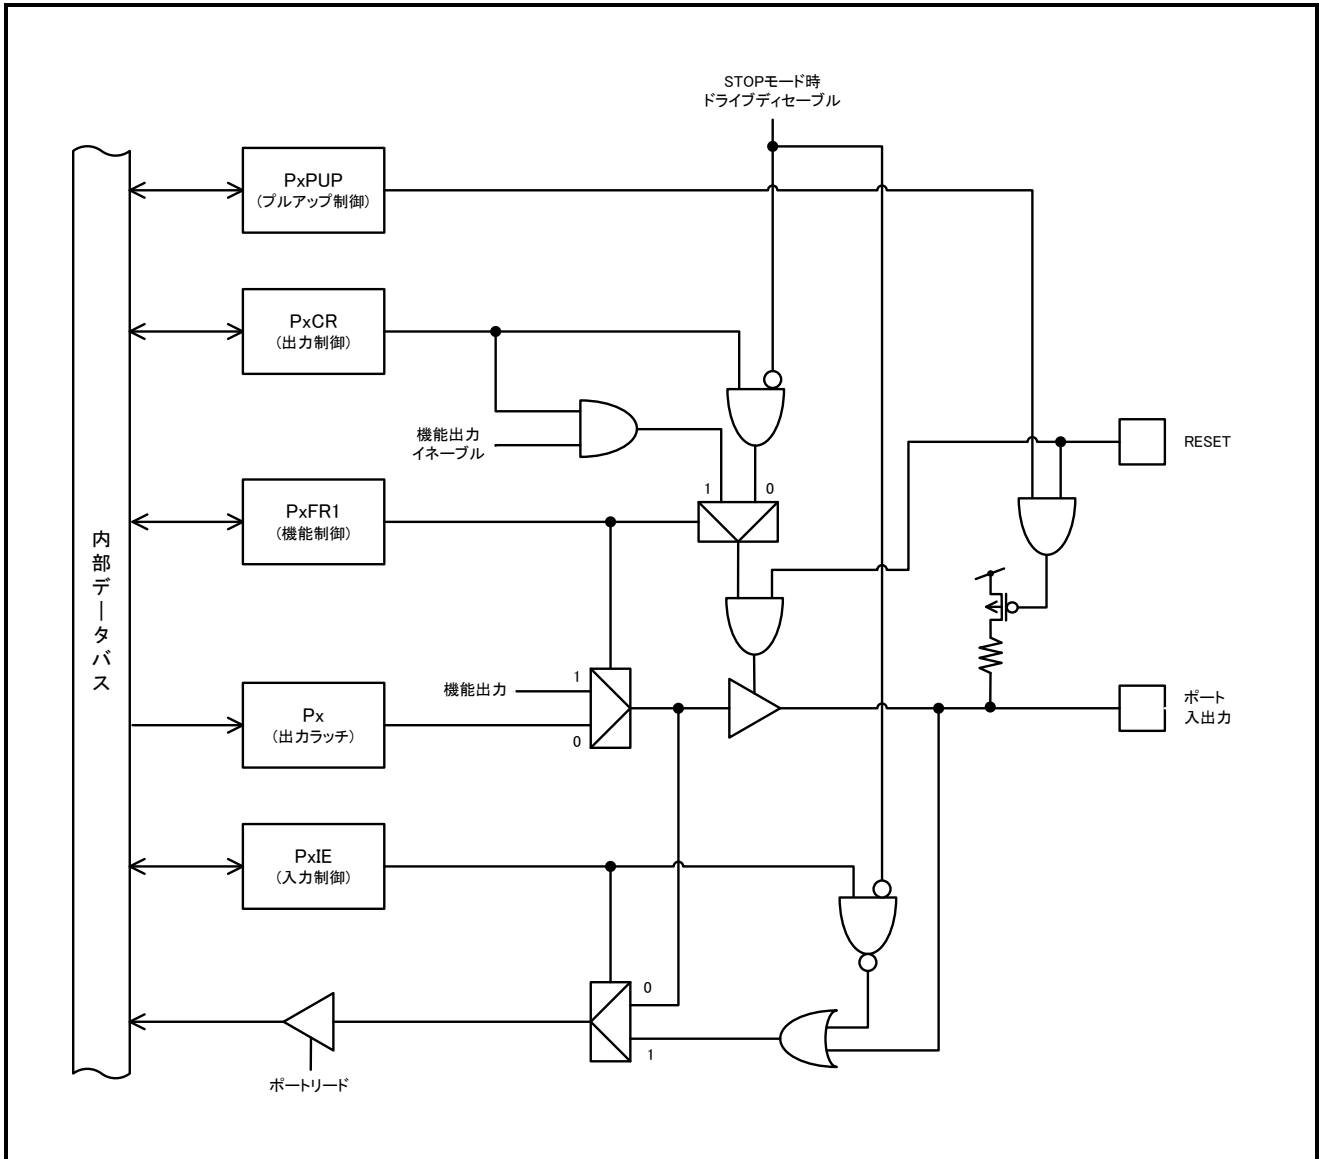 STOPモード時
ドライブディセーブル
PxPUP
(プルアップ制御)
PxCR
(出力制御)
機能出力
イネーブル
RESET
1
0
PxFR1
(機能制御)
内部データバス
機能出力
1
0
Px
(出力ラッチ)
ポート
入出力
PxIE
(入力制御)
0
1
ポートリード